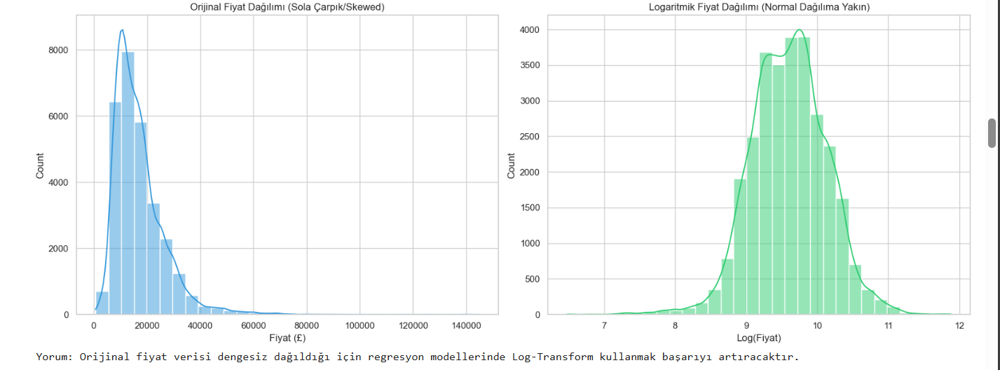 Orijinal Fiyat Dağılımı (Sola Çarpık/Skewed)
Count
8000
6000
4000
2000
0
0 20000 40000 60000 80000 100000 120000 140000
Fiyat (£)
Logaritmik Fiyat Dağılımı (Normal Dağılıma Yakın)
Count
4000
3500
3000
2500
2000
1500
1000
500
0
7 8 9 10 11 12
Log(Fiyat)
Yorum: Orijinal fiyat verisi dengesiz dağıldığı için regresyon modellerinde Log-Transform kullanmak başarıyı artıracaktır.